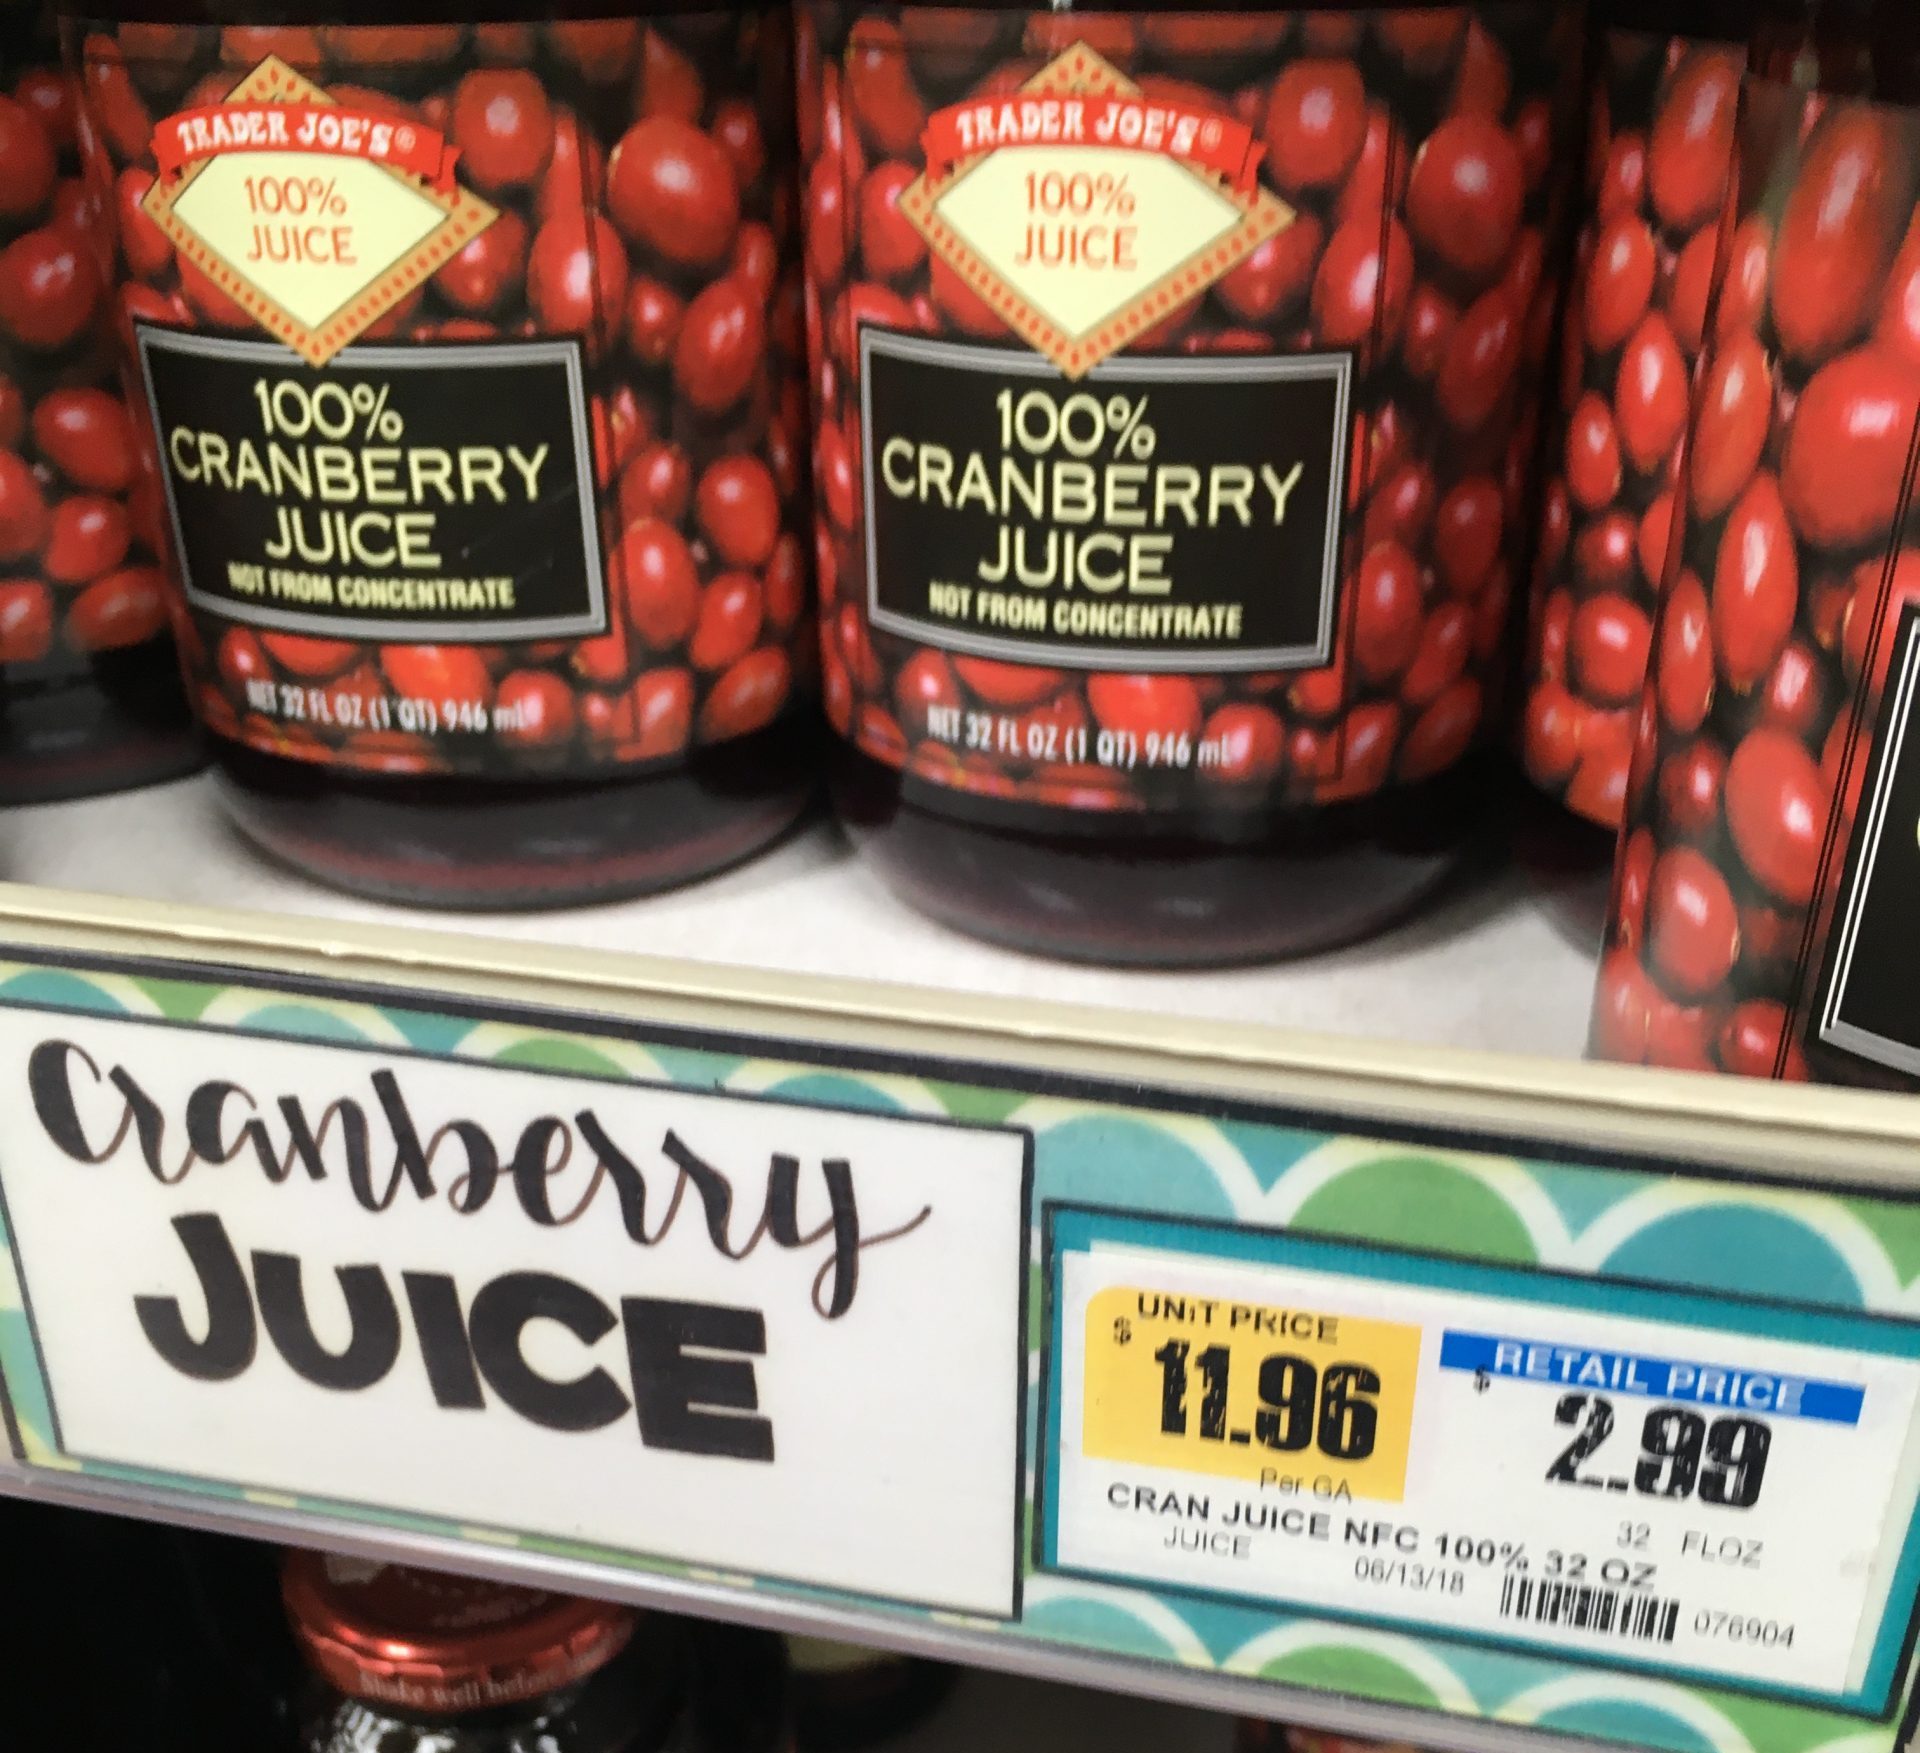 TRADER JOE'S®
100%
JUICE
100%
CRANBERRY
JUICE
NOT FROM CONCENTRATE
NET 32 FL OZ (1 QT) 946 mL
TRADER JOE'S®
100%
JUICE
100%
CRANBERRY
JUICE
NOT FROM CONCENTRATE
NET 32 FL OZ (1 QT) 946 mL
cranberry
JUICE
UNIT PRICE
$ 11.96
Per GA
RETAIL PRICE
$ 2.99
32 FLOZ
CRAN JUICE NFC 100% 32 OZ
JUICE
06/13/18
076904
Shake well before